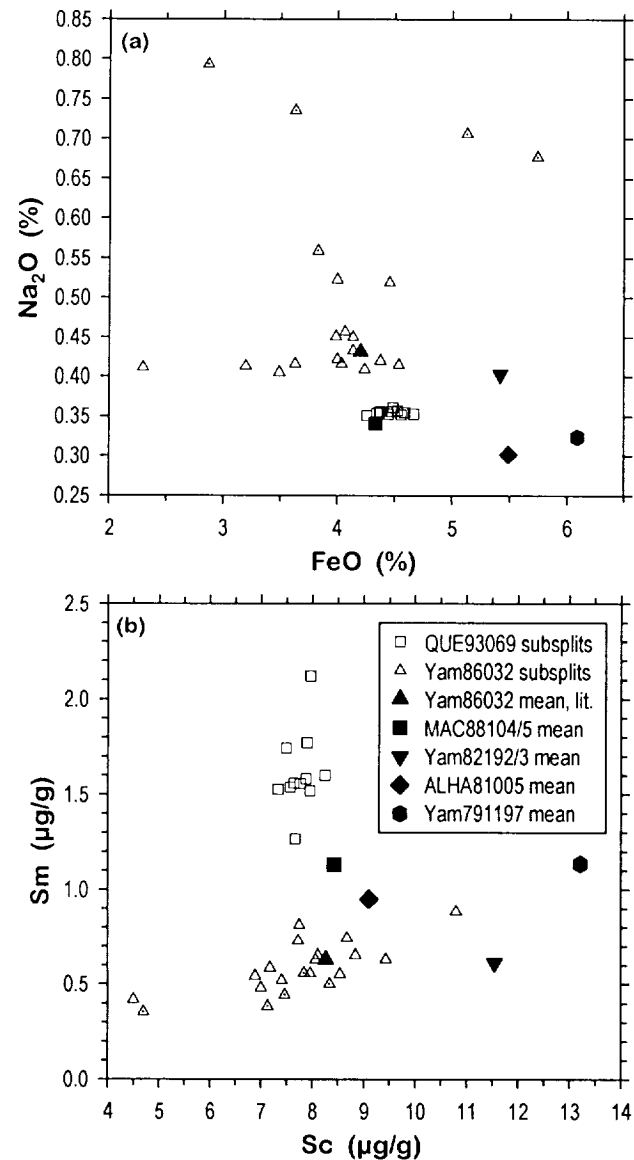 (a)
0.85
0.80
0.75
0.70
0.65
0.60
0.55
0.50
0.45
0.40
0.35
0.30
0.25
Na₂O (%)
2 3 4 5 6
FeO (%)
(b)
2.5
2.0
1.5
1.0
0.5
0.0
Sm (µg/g)
QUE93069 subsplits
Yam86032 subsplits
Yam86032 mean, lit.
MAC88104/5 mean
Yam82192/3 mean
ALHA81005 mean
Yam791197 mean
4 5 6 7 8 9 10 11 12 13 14
Sc (µg/g)